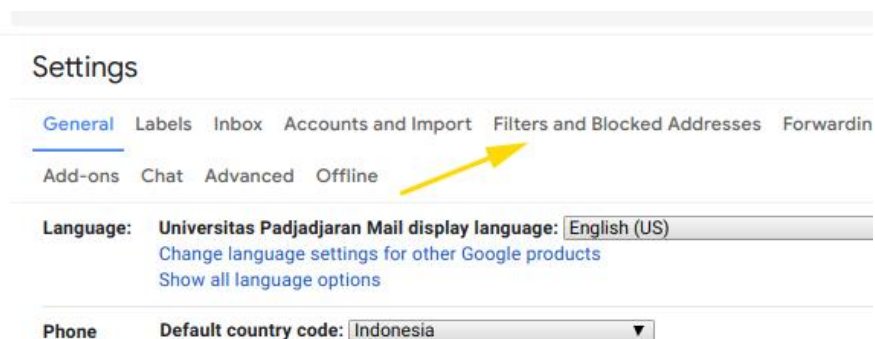 Settings
General Labels Inbox Accounts and Import Filters and Blocked Addresses Forwardin
Add-ons Chat Advanced Offline
Language: Universitas Padjadjaran Mail display language: English (US)
Change language settings for other Google products
Show all language options
Phone Default country code: Indonesia